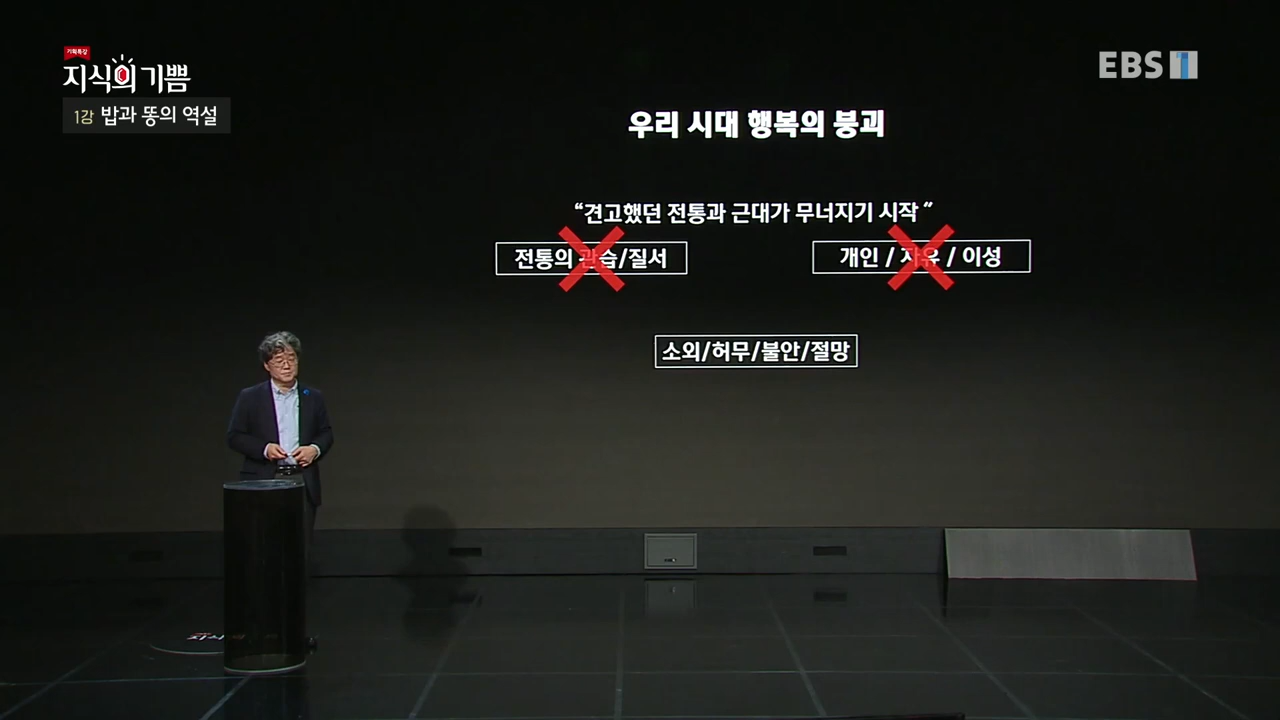 기획특강
지식의 기쁨
1강 밥과 똥의 역설
EBS 1
우리 시대 행복의 붕괴
“견고했던 전통과 근대가 무너지기 시작 ”
전통의 관습/질서
개인 / 자유 / 이성
소외/허무/불안/절망